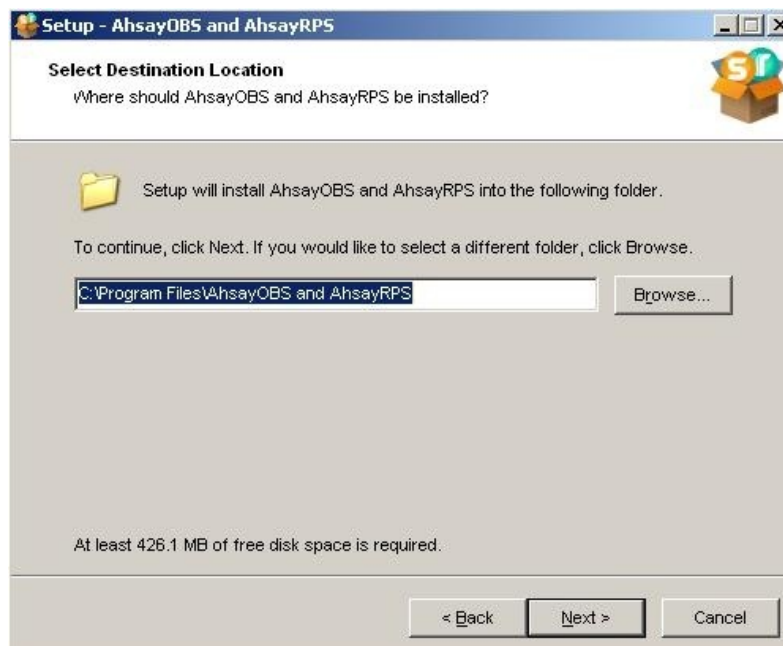 Setup - AhsayOBS and AhsayRPS
Select Destination Location
Where should AhsayOBS and AhsayRPS be installed?
Setup will install AhsayOBS and AhsayRPS into the following folder.
To continue, click Next. If you would like to select a different folder, click Browse.
C:\Program Files\AhsayOBS and AhsayRPS
Browse...
At least 426.1 MB of free disk space is required.
< Back
Next >
Cancel